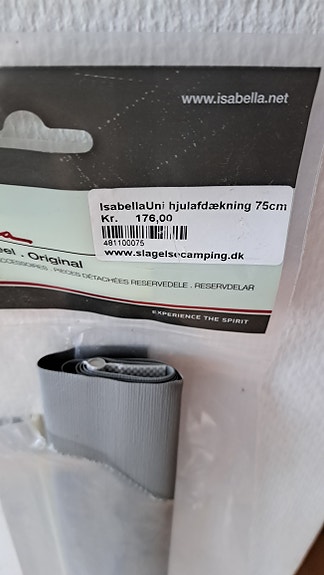 www.isabella.net
IsabellaUni hjulafdækning 75cm
Kr. 176,00
481100075
www.slagelsecamping.dk
eel . Original
ACCESSOIRES . PIECES DÉTACHÉES RESERVEDELE . RESERVDELAR
EXPERIENCE THE SPIRIT